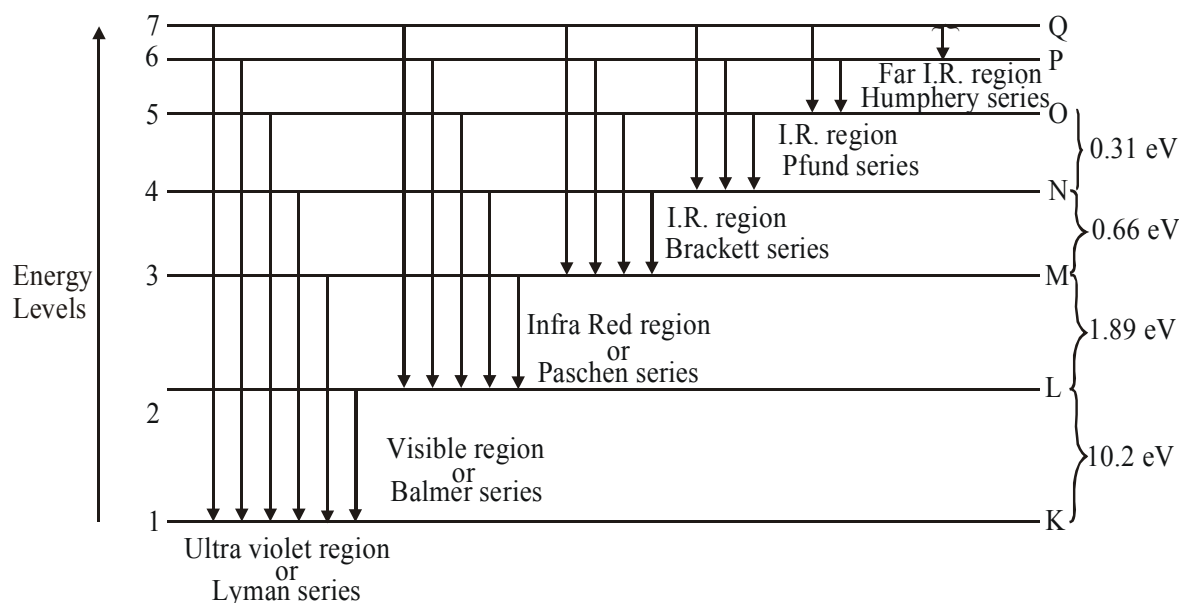 7 Q
6 P
Far I.R. region
Humphery series
5 O
0.31 eV
I.R. region
Pfund series
4 N
I.R. region
Brackett series
0.66 eV
Energy
Levels
3 M
Infra Red region
or
Paschen series
1.89 eV
L
2
Visible region
or
Balmer series
10.2 eV
1 K
Ultra violet region
or
Lyman series